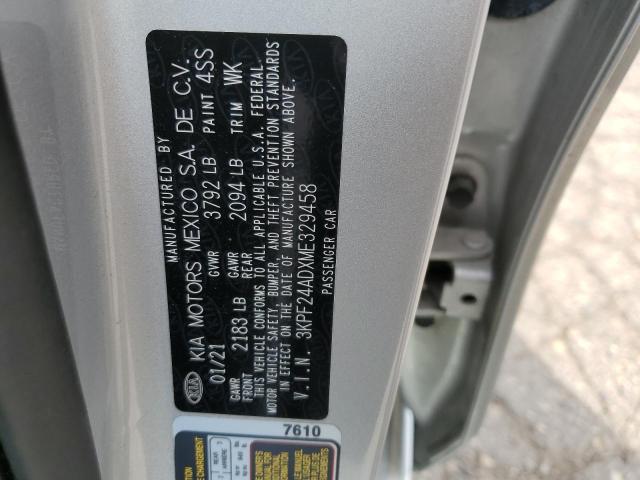 MANUFACTURED BY
KIA KIA MOTORS MEXICO S.A. DE C.V.
01/21 GVWR 3792 LB PAINT 4SS
GAWR FRONT 2183 LB GAWR REAR 2094 LB TRIM WK
THIS VEHICLE CONFORMS TO ALL APPLICABLE U.S.A. FEDERAL
MOTOR VEHICLE SAFETY, BUMPER, AND THEFT PREVENTION STANDARDS
IN EFFECT ON THE DATE OF MANUFACTURE SHOWN ABOVE.
V.I.N. 3KPF24ADXME329458
PASSENGER CAR
7610